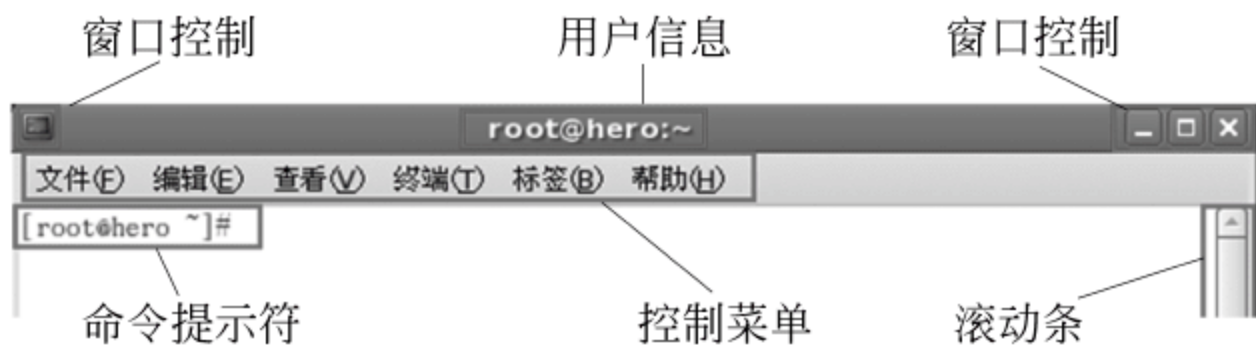 窗口控制 用户信息 窗口控制
root@hero:~
文件(F) 编辑(E) 查看(V) 终端(T) 标签(B) 帮助(H)
[root@hero ~]#
命令提示符 控制菜单 滚动条